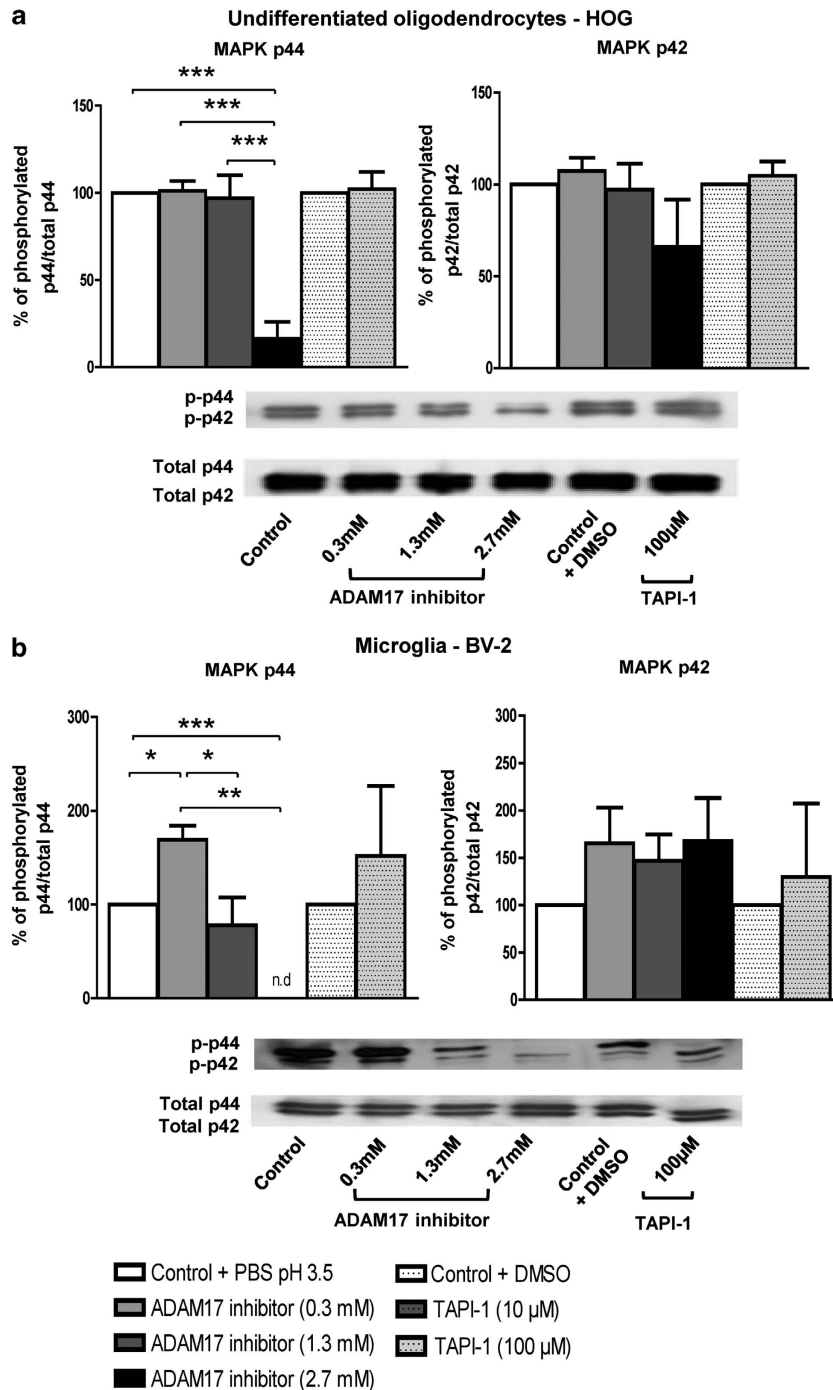 a
Undifferentiated oligodendrocytes - HOG
MAPK p44
MAPK p42
***
***
***
% of phosphorylated
p44/total p44
150
100
50
0
% of phosphorylated
p42/total p42
150
100
50
0
p-p44
p-p42
Total p44
Total p42
Control
0.3mM
1.3mM
2.7mM
Control
+ DMSO
100µM
ADAM17 inhibitor
TAPI-1
b
Microglia - BV-2
MAPK p44
MAPK p42
***
* *
**
% of phosphorylated
p44/total p44
300
200
100
0
n.d
% of phosphorylated
p42/total p42
300
250
200
150
100
50
0
p-p44
p-p42
Total p44
Total p42
Control
0.3mM
1.3mM
2.7mM
Control
+ DMSO
100µM
ADAM17 inhibitor
TAPI-1
Control + PBS pH 3.5
ADAM17 inhibitor (0.3 mM)
ADAM17 inhibitor (1.3 mM)
ADAM17 inhibitor (2.7 mM)
Control + DMSO
TAPI-1 (10 µM)
TAPI-1 (100 µM)